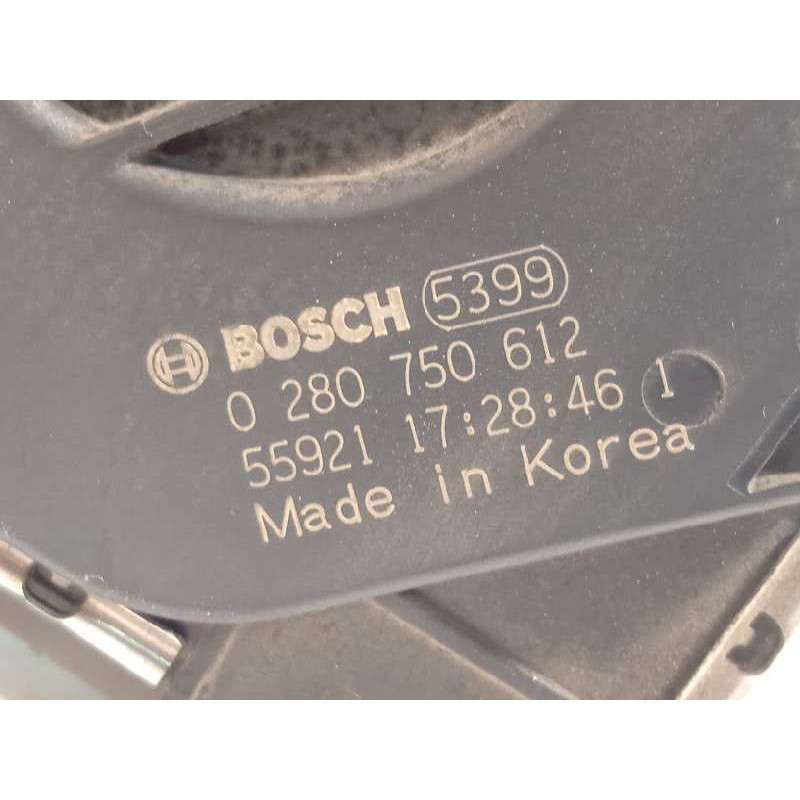 BOSCH 5399
0 280 750 612
55921 17:28:46 1
Made in Korea